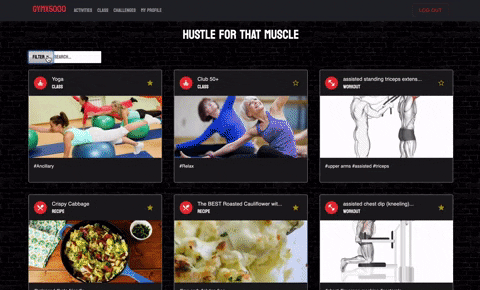 GYMX5000
ACTIVITIES
CLASS
CHALLENGES
MY PROFILE
LOG OUT
HUSTLE FOR THAT MUSCLE
FILTER
SEARCH...
Yoga
CLASS
#Ancillary
Club 50+
CLASS
#Relax
assisted standing triceps extens...
WORKOUT
#upper arms #assisted #triceps
Crispy Cabbage
RECIPE
The BEST Roasted Cauliflower wit...
RECIPE
assisted chest dip (kneeling)...
WORKOUT